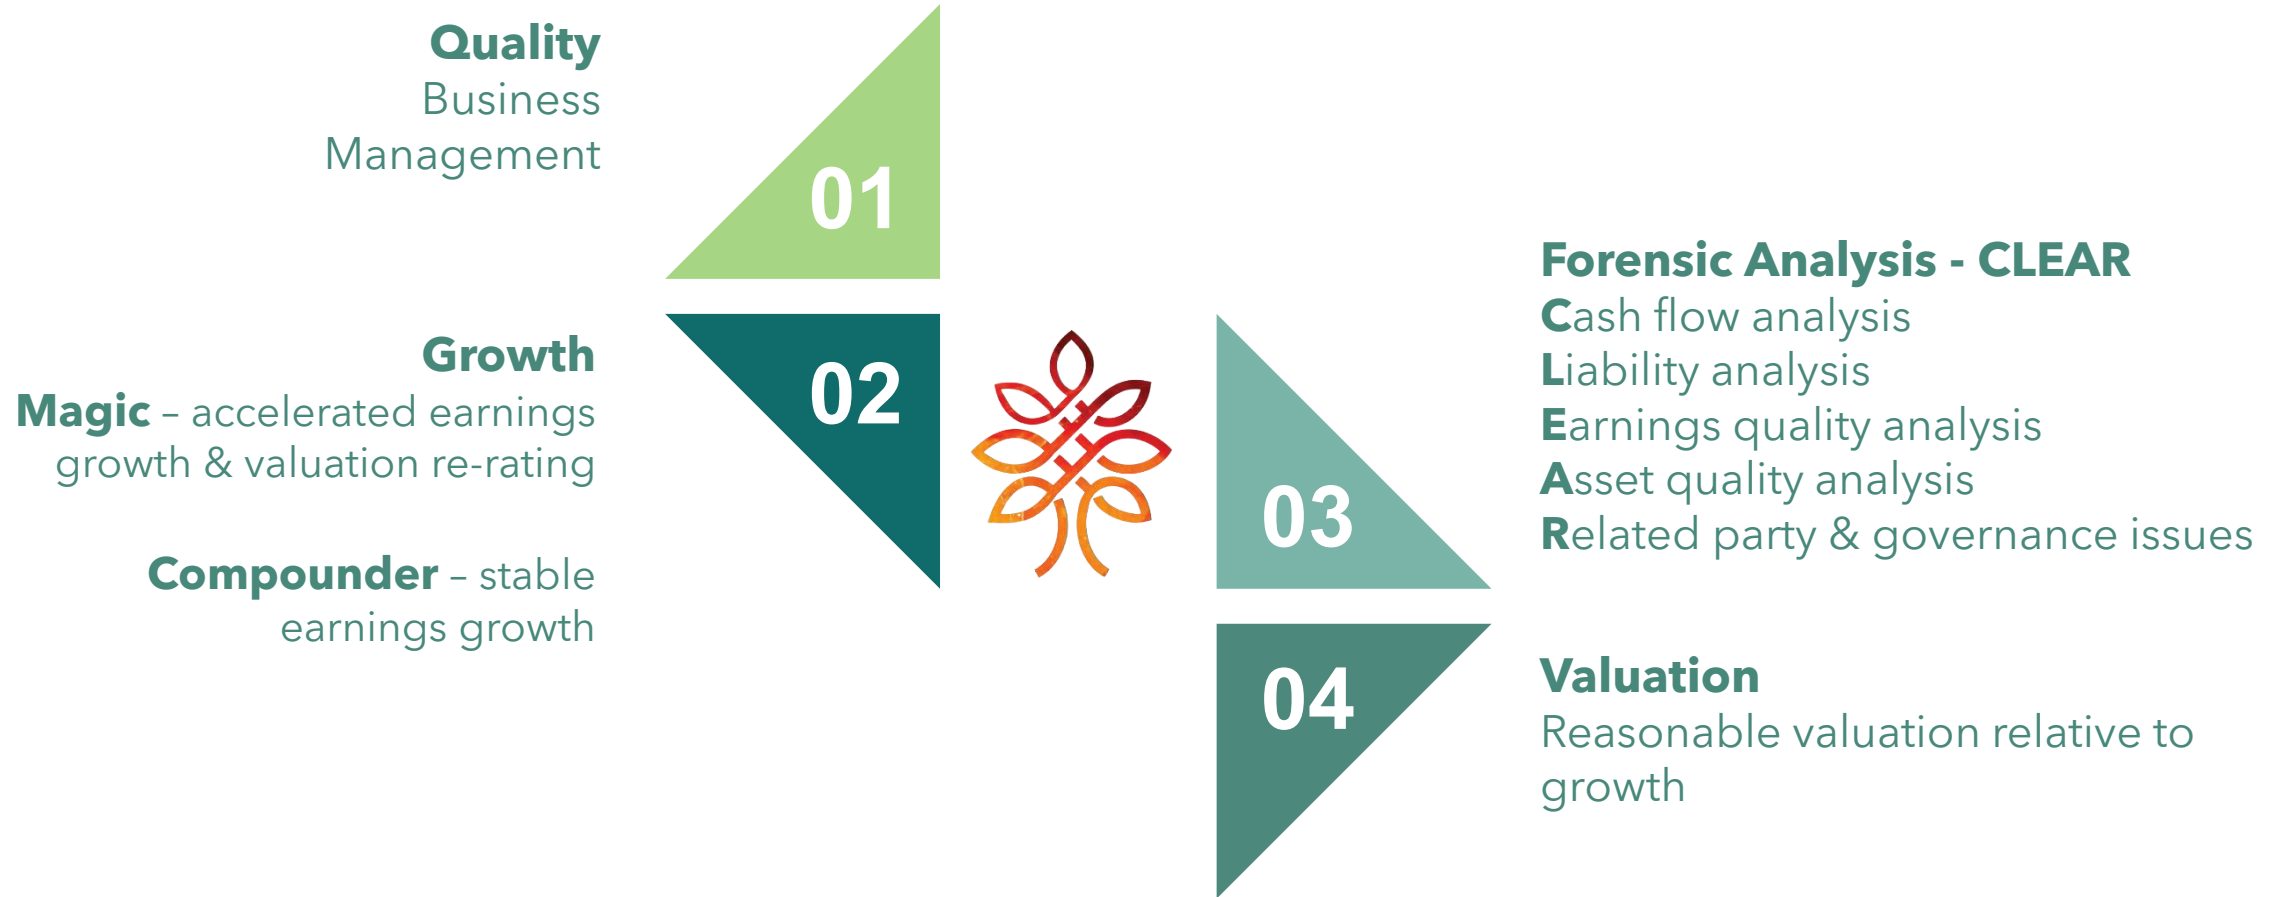 Quality
Business
Management
01
Growth
Magic – accelerated earnings
growth & valuation re-rating
Compounder – stable
earnings growth
02
Forensic Analysis - CLEAR
Cash flow analysis
Liability analysis
Earnings quality analysis
Asset quality analysis
Related party & governance issues
03
Valuation
Reasonable valuation relative to
growth
04